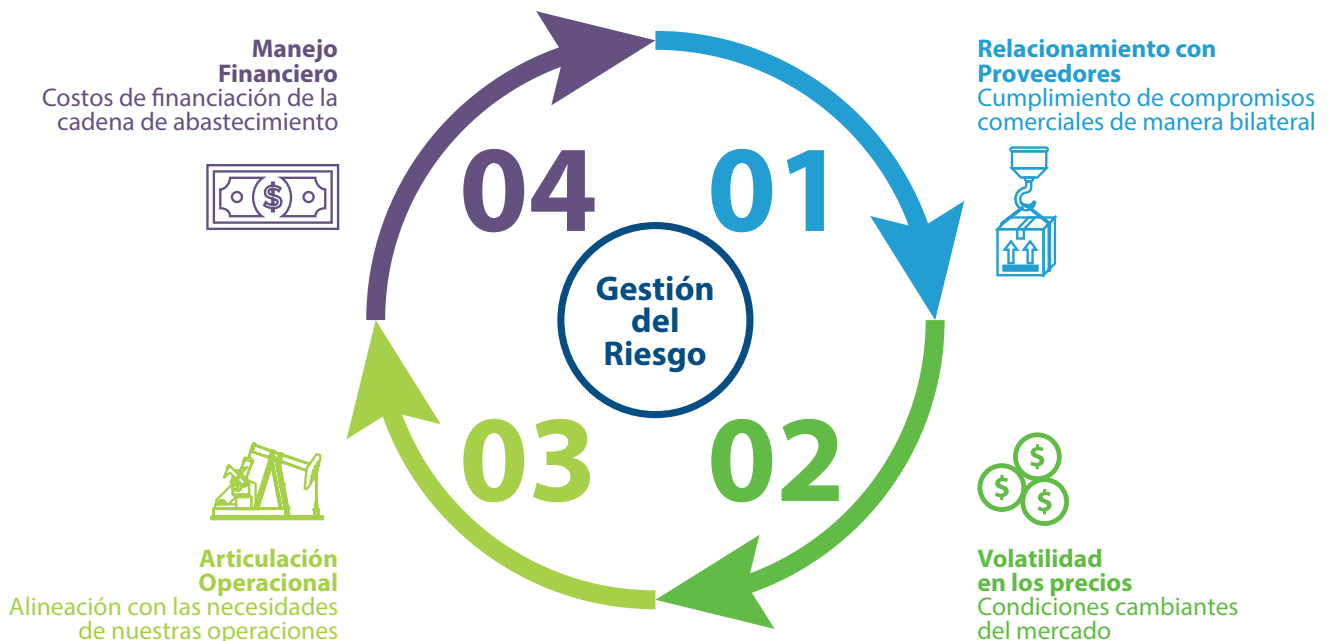 Manejo
Financiero
Costos de financiación de la
cadena de abastecimiento
$
04
Relacionamiento con
Proveedores
Cumplimiento de compromisos
comerciales de manera bilateral
01
Gestión
del
Riesgo
03
Articulación
Operacional
Alineación con las necesidades
de nuestras operaciones
02
$
$
$
Volatilidad
en los precios
Condiciones cambiantes
del mercado